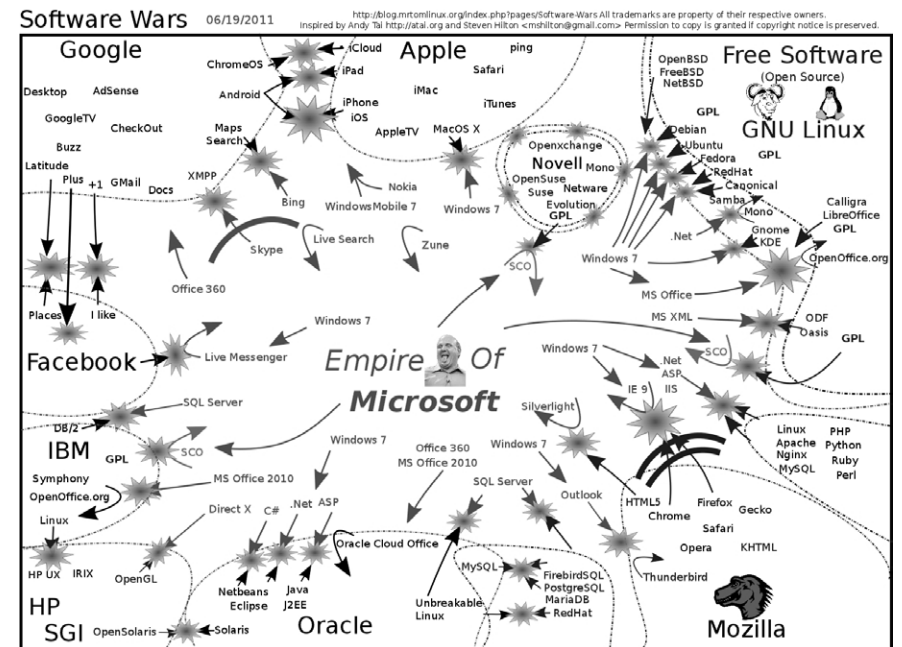 Software Wars 06/19/2011
http://blog.mrtomlinux.org/index.php?pages/Software-Wars All trademarks are property of their respective owners.
Inspired by Andy Tai http://atai.org and Steven Hilton <mshilton@gmail.com> Permission to copy is granted if copyright notice is preserved.
Google
Desktop
AdSense
GoogleTV
CheckOut
Buzz
Latitude
Plus
+1
GMail
Docs
ChromeOS
Android
Maps
Search
XMPP
iCloud
iPad
iPhone
iOS
Apple
ping
Safari
iMac
iTunes
AppleTV
MacOS X
Free Software
(Open Source)
GNU Linux
OpenBSD
FreeBSD
NetBSD
GPL
GPL
Debian
Ubuntu
Fedora
RedHat
Canonical
Samba
Mono
Gnome
KDE
Calligra
LibreOffice
GPL
OpenOffice.org
ODF
Oasis
GPL
Openxchange
Novell
Mono
OpenSuse
Suse
Netware
Evolution
GPL
SCO
Bing
Nokia
WindowsMobile 7
Windows 7
Skype
Live Search
Zune
Office 360
.Net
Windows 7
MS Office
MS XML
Places
I like
Facebook
Live Messenger
Windows 7
Empire Of
Microsoft
Windows 7
.Net
ASP
IIS
IE 9
SCO
Silverlight
SQL Server
DB/2
IBM
GPL
SCO
Symphony
OpenOffice.org
Linux
MS Office 2010
Windows 7
Office 360
MS Office 2010
Windows 7
SQL Server
Outlook
Direct X
C#
.Net
ASP
Linux
Apache
Nginx
MySQL
PHP
Python
Ruby
Perl
HTML5
Chrome
Firefox
Gecko
Safari
Opera
KHTML
Thunderbird
Mozilla
HP UX
IRIX
OpenGL
HP
SGI
OpenSolaris
Solaris
Netbeans
Eclipse
Java
J2EE
Oracle Cloud Office
Oracle
Unbreakable
Linux
MySQL
FirebirdSQL
PostgreSQL
MariaDB
RedHat